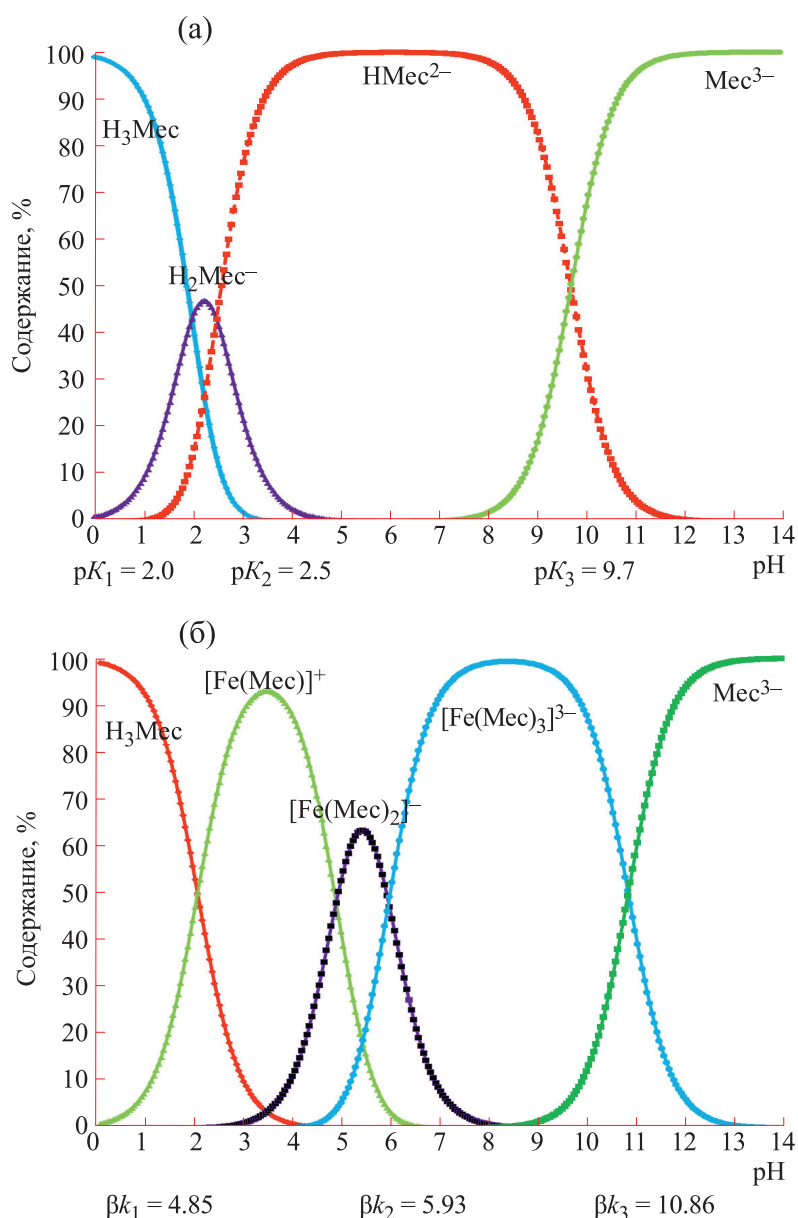 (а)
100
90
80
70
60
50
40
30
20
10
0
Содержание, %
H₃Mec
H₂Mec⁻
HMec²⁻
Mec³⁻
0 1 2 3 4 5 6 7 8 9 10 11 12 13 14
pK₁ = 2.0 pK₂ = 2.5 pK₃ = 9.7 pH
(б)
100
90
80
70
60
50
40
30
20
10
0
Содержание, %
H₃Mec
[Fe(Mec)]⁺
[Fe(Mec)₂]⁻
[Fe(Mec)₃]³⁻
Mec³⁻
0 1 2 3 4 5 6 7 8 9 10 11 12 13 14
pH
βk₁ = 4.85 βk₂ = 5.93 βk₃ = 10.86